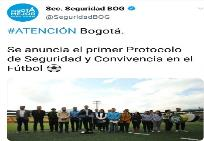 Sec. Seguridad BOG
@SeguridadBOG
#ATENCIÓN Bogotá.
Se anuncia el primer Protocolo
de Seguridad y Convivencia en el
Fútbol ⚽